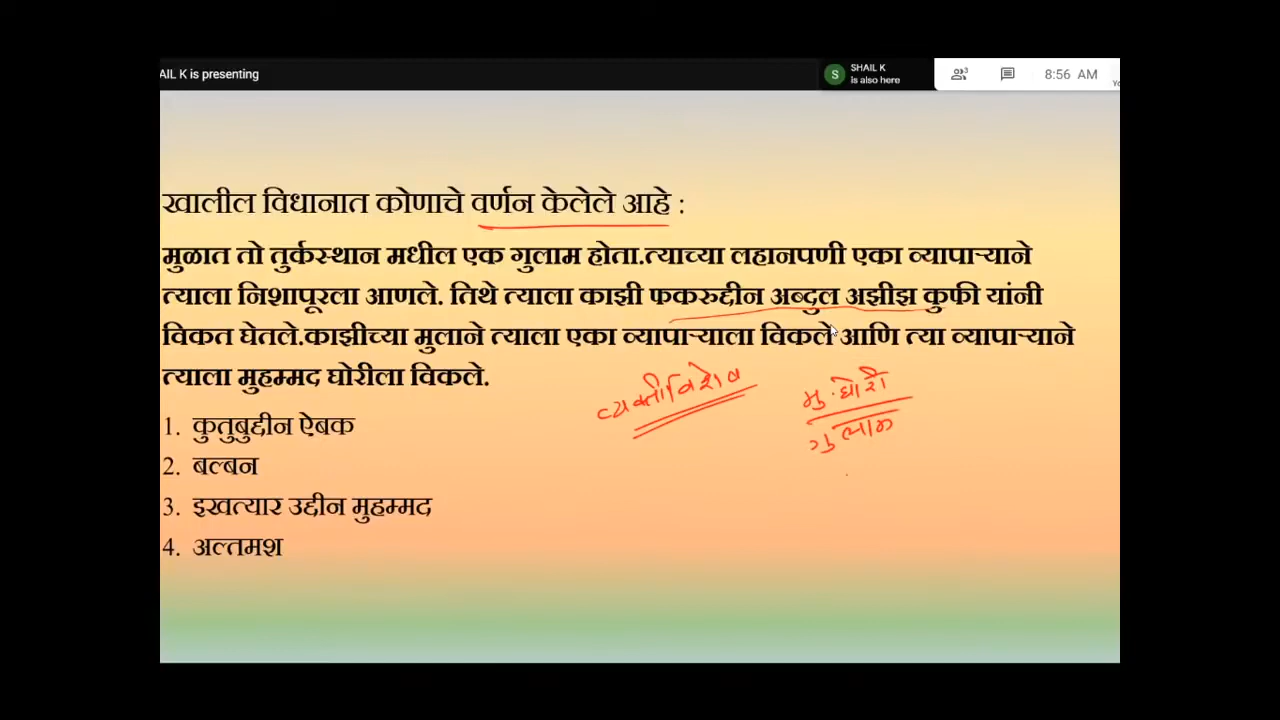 AIL K is presenting
SHAIL K
is also here
3
8:56 AM
खालील विधानात कोणाचे वर्णन केलेले आहे :
मुळात तो तुर्कस्थान मधील एक गुलाम होता.त्याच्या लहानपणी एका व्यापाऱ्याने
त्याला निशापूरला आणले. तिथे त्याला काझी फकरुद्दीन अब्दुल अझीझ कुफी यांनी
विकत घेतले.काझीच्या मुलाने त्याला एका व्यापाऱ्याला विकले आणि त्या व्यापाऱ्याने
त्याला मुहम्मद घोरीला विकले.
व्यक्तीविशेष
मु. घोरी
गुलाम
1. कुतुबुद्दीन ऐबक
2. बल्बन
3. इखत्यार उद्दीन मुहम्मद
4. अल्तमश